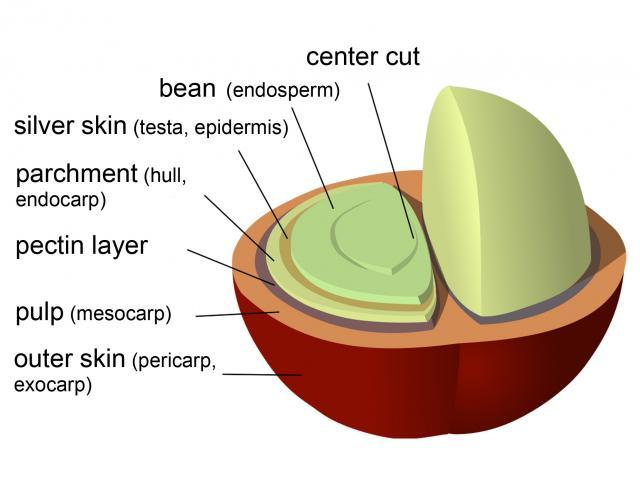 center cut
bean (endosperm)
silver skin (testa, epidermis)
parchment (hull,
endocarp)
pectin layer
pulp (mesocarp)
outer skin (pericarp,
exocarp)